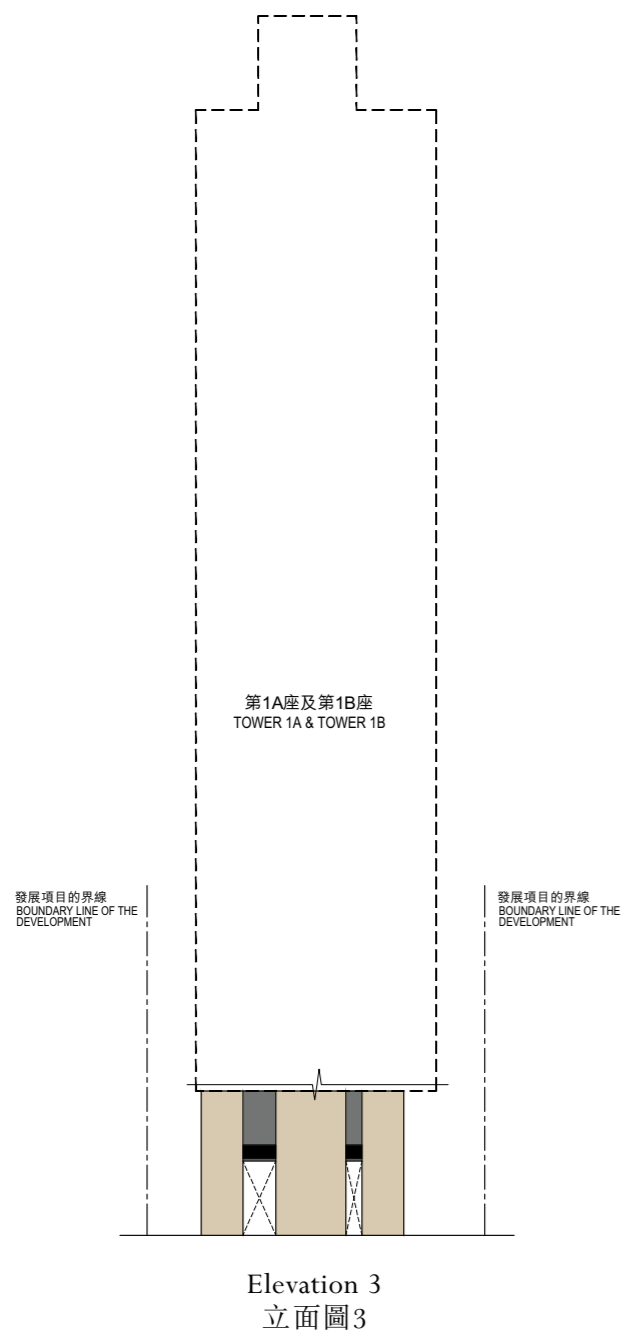 第1A座及第1B座
TOWER 1A & TOWER 1B
發展項目的界線
BOUNDARY LINE OF THE
DEVELOPMENT
發展項目的界線
BOUNDARY LINE OF THE
DEVELOPMENT
Elevation 3
立面圖3